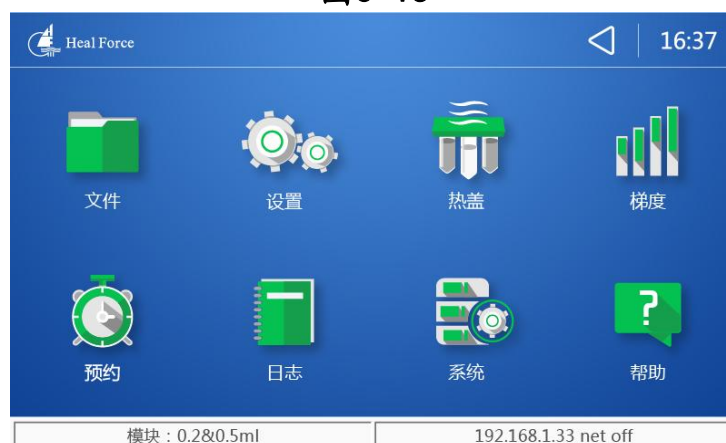 Heal Force
16:37
文件
设置
热盖
梯度
预约
日志
系统
帮助
模块：0.2&0.5ml
192.168.1.33 net off